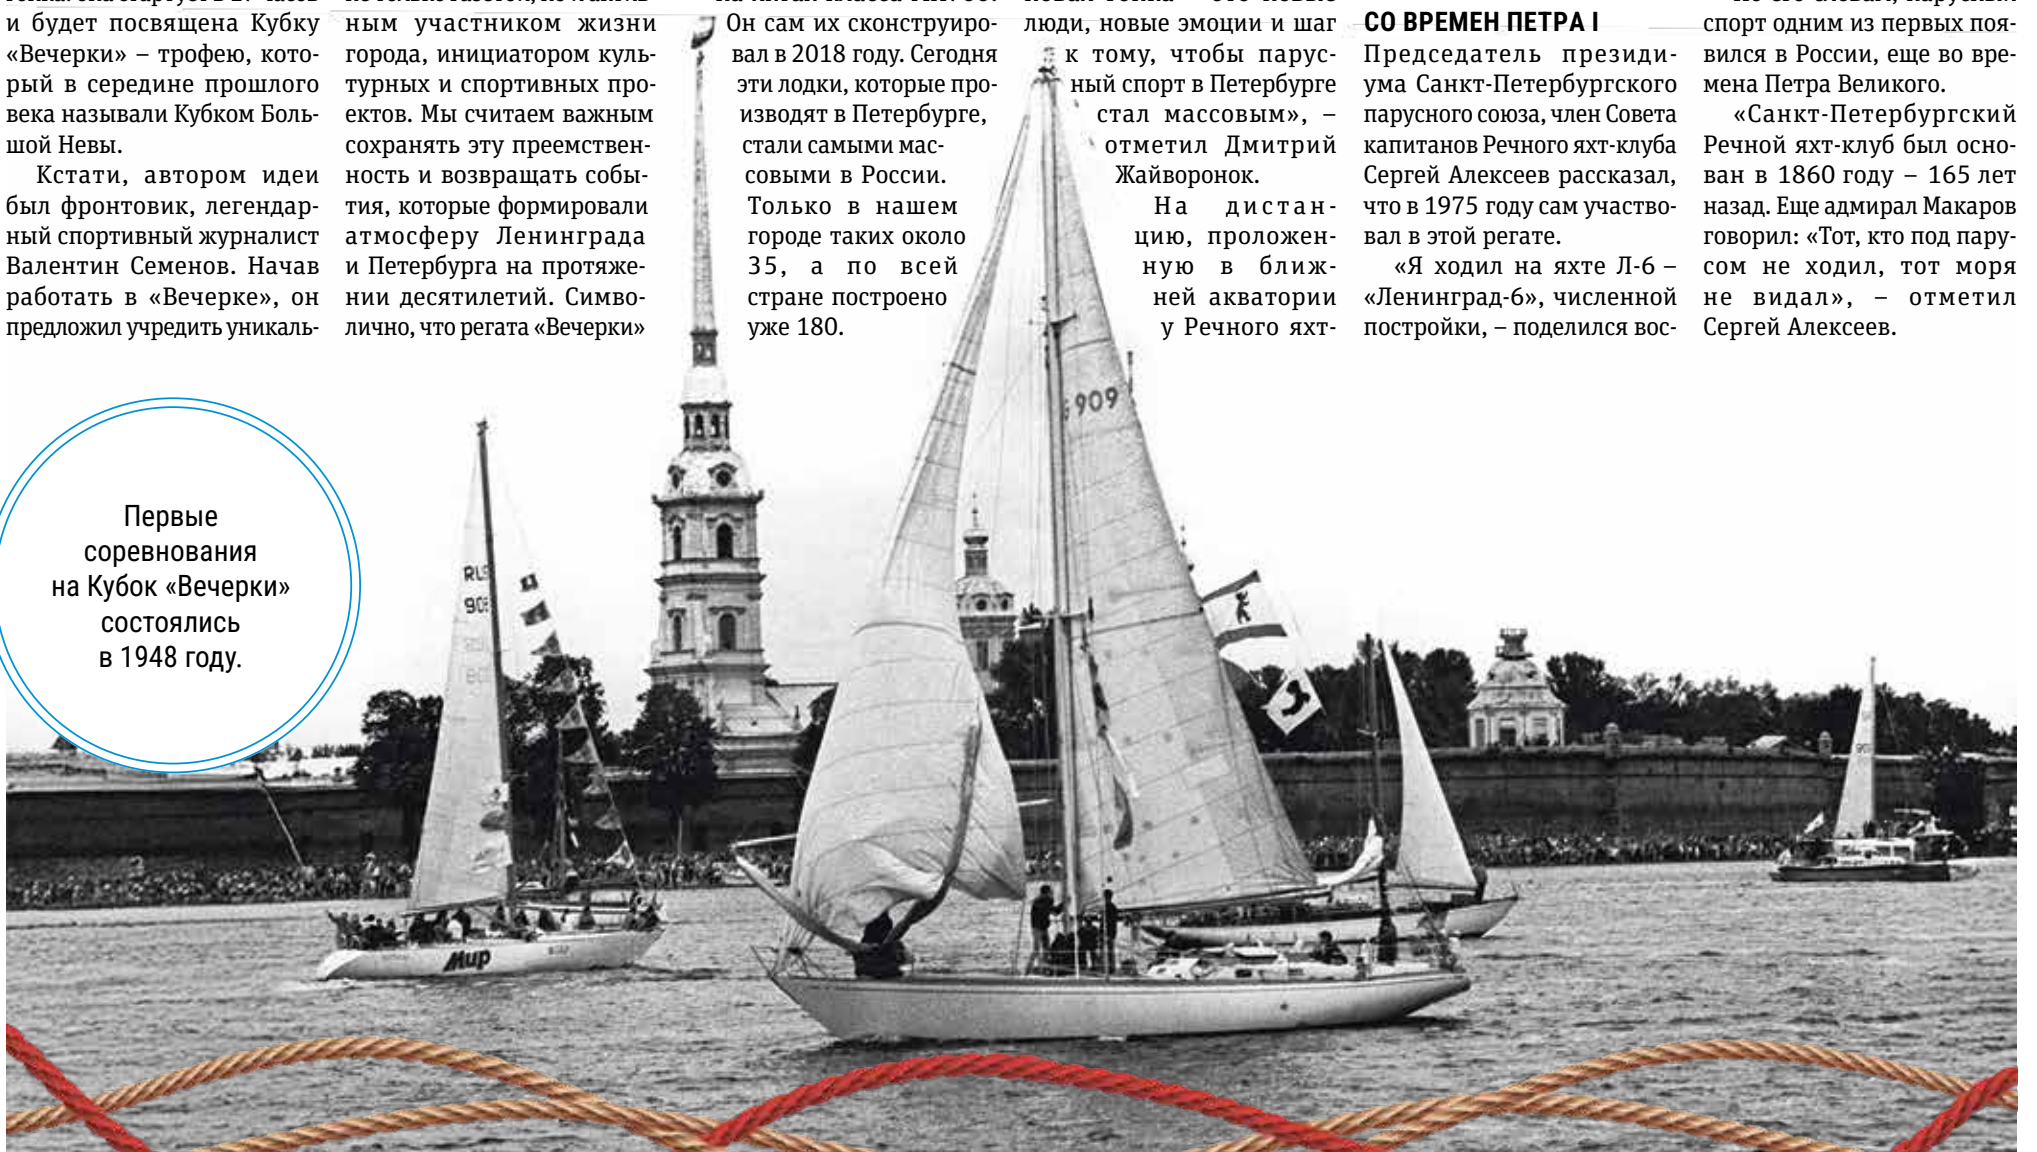 и будет посвящена Кубку
«Вечерки» – трофею, кото-
рый в середине прошлого
века называли Кубком Боль-
шой Невы.
Кстати, автором идеи
был фронтовик, легендар-
ный спортивный журналист
Валентин Семенов. Начав
работать в «Вечерке», он
предложил учредить уникаль-
ным участником жизни
города, инициатором куль-
турных и спортивных про-
ектов. Мы считаем важным
сохранять эту преемствен-
ность и возвращать собы-
тия, которые формировали
атмосферу Ленинграда
и Петербурга на протяже-
нии десятилетий. Симво-
лично, что регата «Вечерки»
Он сам их сконструиро-
вал в 2018 году. Сегодня
эти лодки, которые про-
изводят в Петербурге,
стали самыми мас-
совыми в России.
Только в нашем
городе таких около
35, а по всей
стране построено
уже 180.
люди, новые эмоции и шаг
к тому, чтобы парус-
ный спорт в Петербурге
стал массовым», –
отметил Дмитрий
Жайворонок.
На дистан-
цию, проложен-
ную в ближ-
ней акватории
у Речного яхт-
СО ВРЕМЕН ПЕТРА I
Председатель президи-
ума Санкт-Петербургского
парусного союза, член Совета
капитанов Речного яхт-клуба
Сергей Алексеев рассказал,
что в 1975 году сам участво-
вал в этой регате.
«Я ходил на яхте Л-6 –
«Ленинград-6», численной
постройки, – поделился вос-
спорт одним из первых поя-
вился в России, еще во вре-
мена Петра Великого.
«Санкт-Петербургский
Речной яхт-клуб был осно-
ван в 1860 году – 165 лет
назад. Еще адмирал Макаров
говорил: «Тот, кто под пару-
сом не ходил, тот моря
не видал», – отметил
Сергей Алексеев.
Первые
соревнования
на Кубок «Вечерки»
состоялись
в 1948 году.
909
RUS
Мир